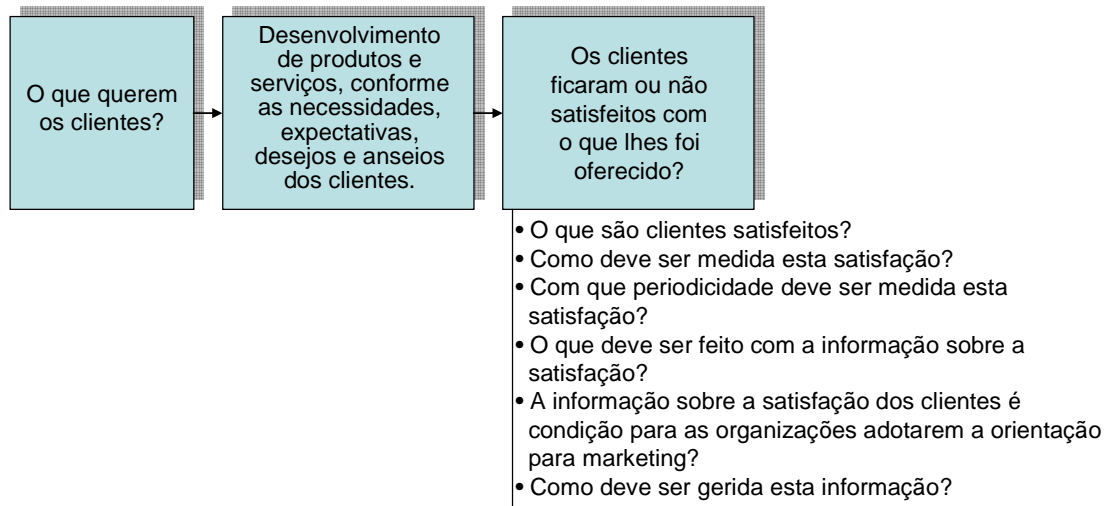 O que querem
os clientes?
Desenvolvimento
de produtos e
serviços, conforme
as necessidades,
expectativas,
desejos e anseios
dos clientes.
Os clientes
ficaram ou não
satisfeitos com
o que lhes foi
oferecido?
• O que são clientes satisfeitos?
• Como deve ser medida esta satisfação?
• Com que periodicidade deve ser medida esta
satisfação?
• O que deve ser feito com a informação sobre a
satisfação?
• A informação sobre a satisfação dos clientes é
condição para as organizações adotarem a orientação
para marketing?
• Como deve ser gerida esta informação?